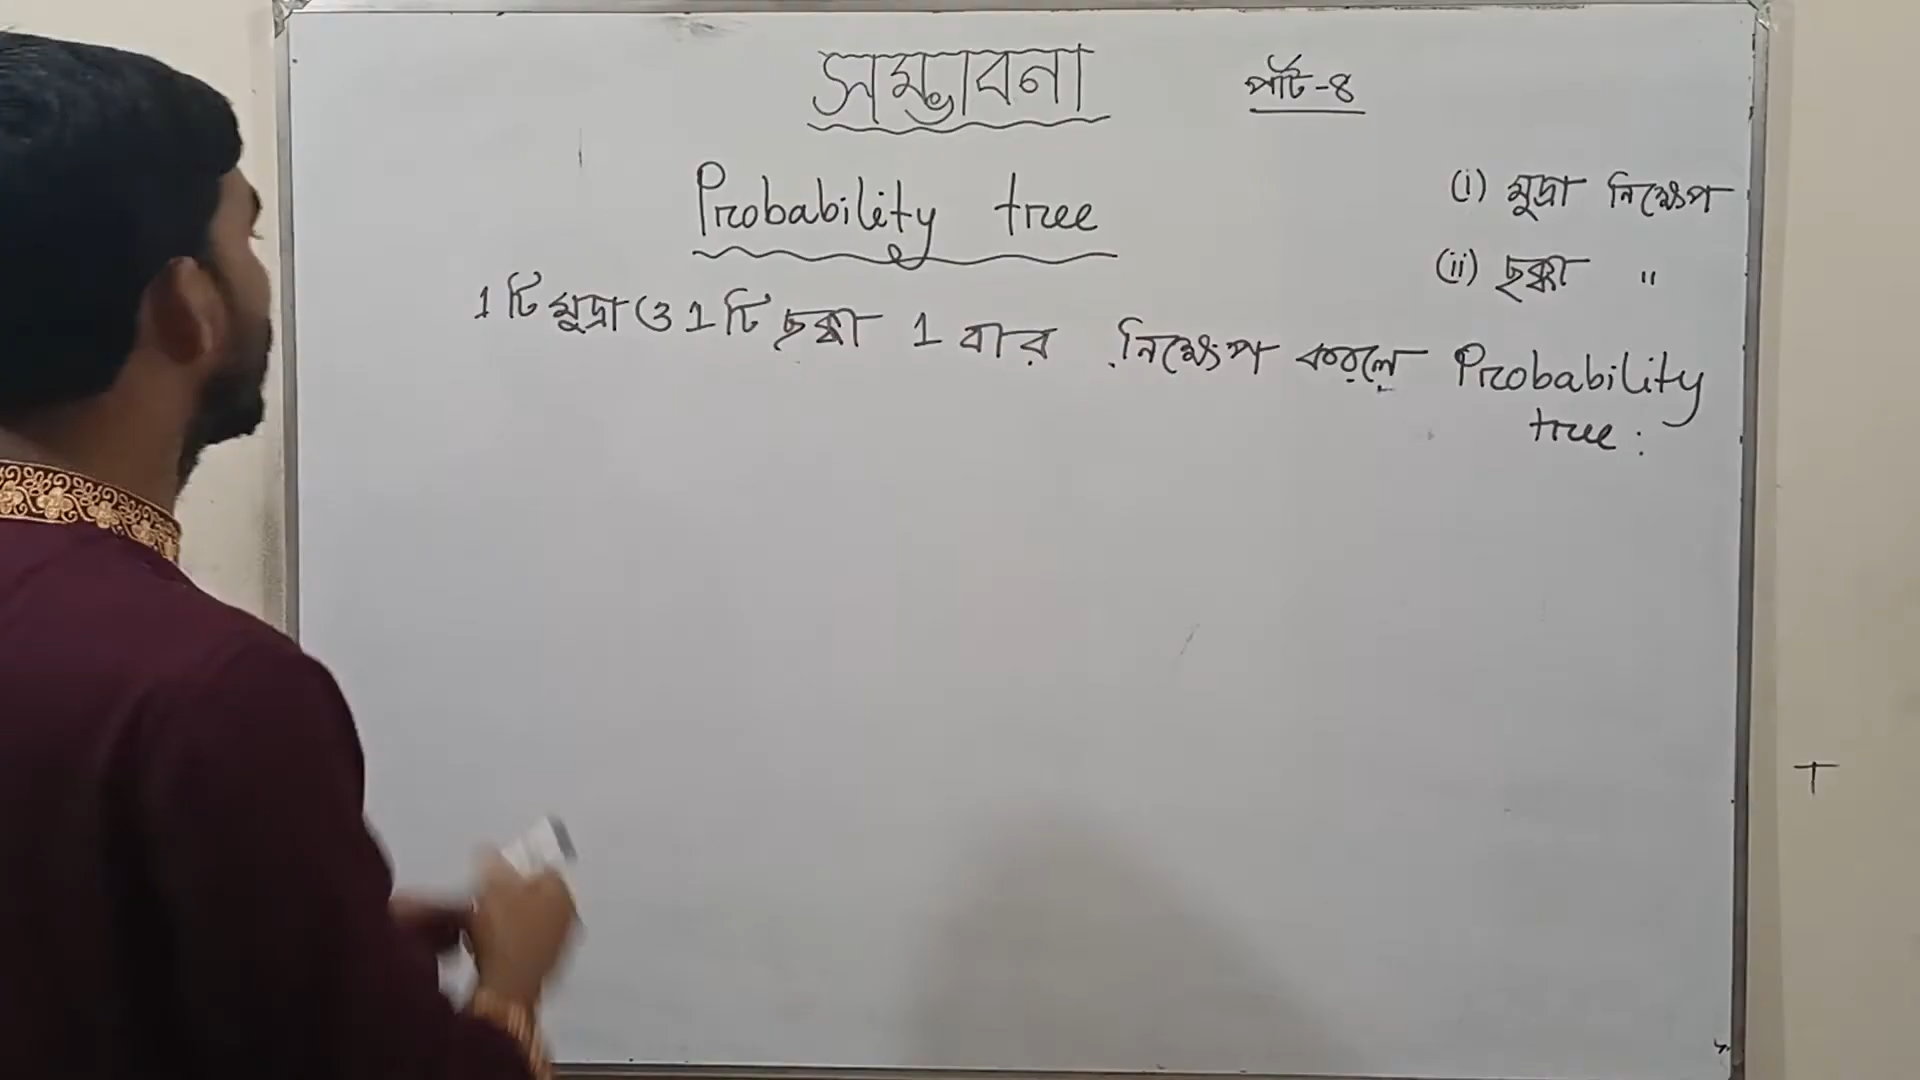 সম্ভাবনা
পার্ট-৪
Probability tree
(i) মুদ্রা নিক্ষেপ
(ii) ছক্কা "
1 টি মুদ্রা ও 1 টি ছক্কা 1 বার নিক্ষেপ করলে Probability
tree:
T